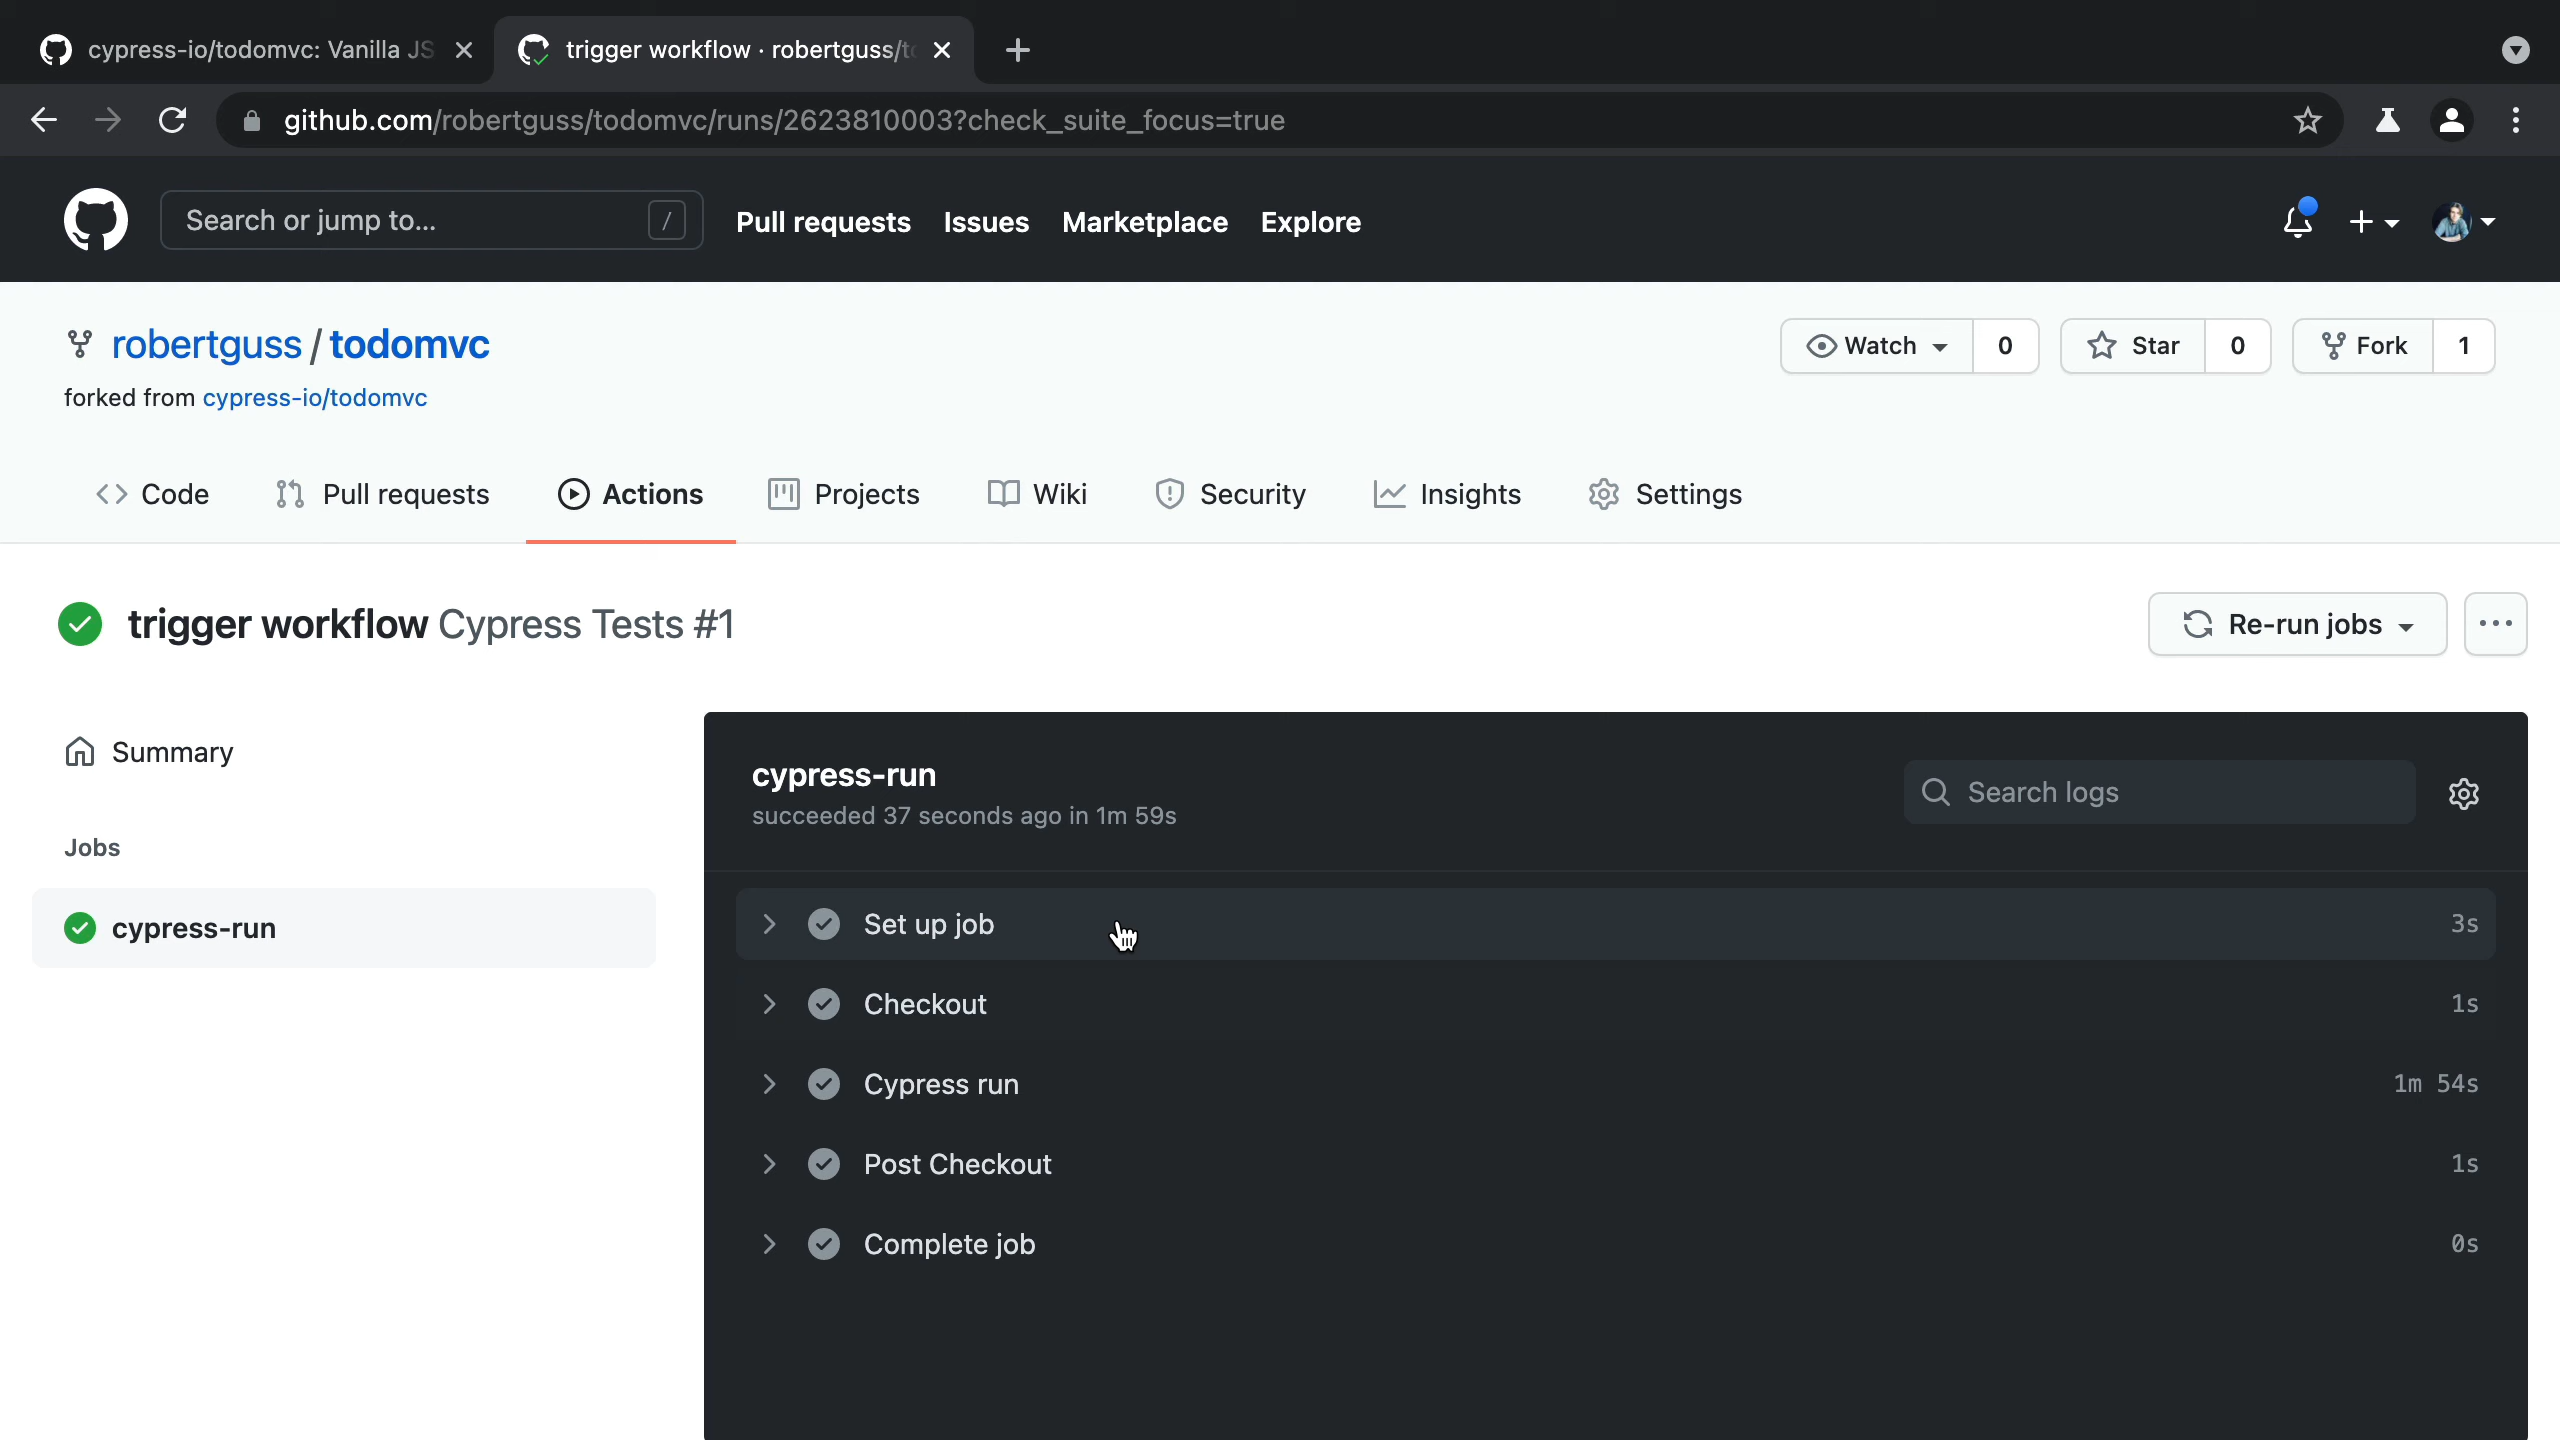 cypress-io/todomvc: Vanilla JS
trigger workflow · robertguss/to
github.com/robertguss/todomvc/runs/2623810003?check_suite_focus=true
Search or jump to... /
Pull requests Issues Marketplace Explore
robertguss / todomvc
Watch 0 Star 0 Fork 1
forked from cypress-io/todomvc
Code Pull requests Actions Projects Wiki Security Insights Settings
trigger workflow Cypress Tests #1
Re-run jobs
Summary
Jobs
cypress-run
cypress-run
succeeded 37 seconds ago in 1m 59s
Search logs
Set up job 3s
Checkout 1s
Cypress run 1m 54s
Post Checkout 1s
Complete job 0s